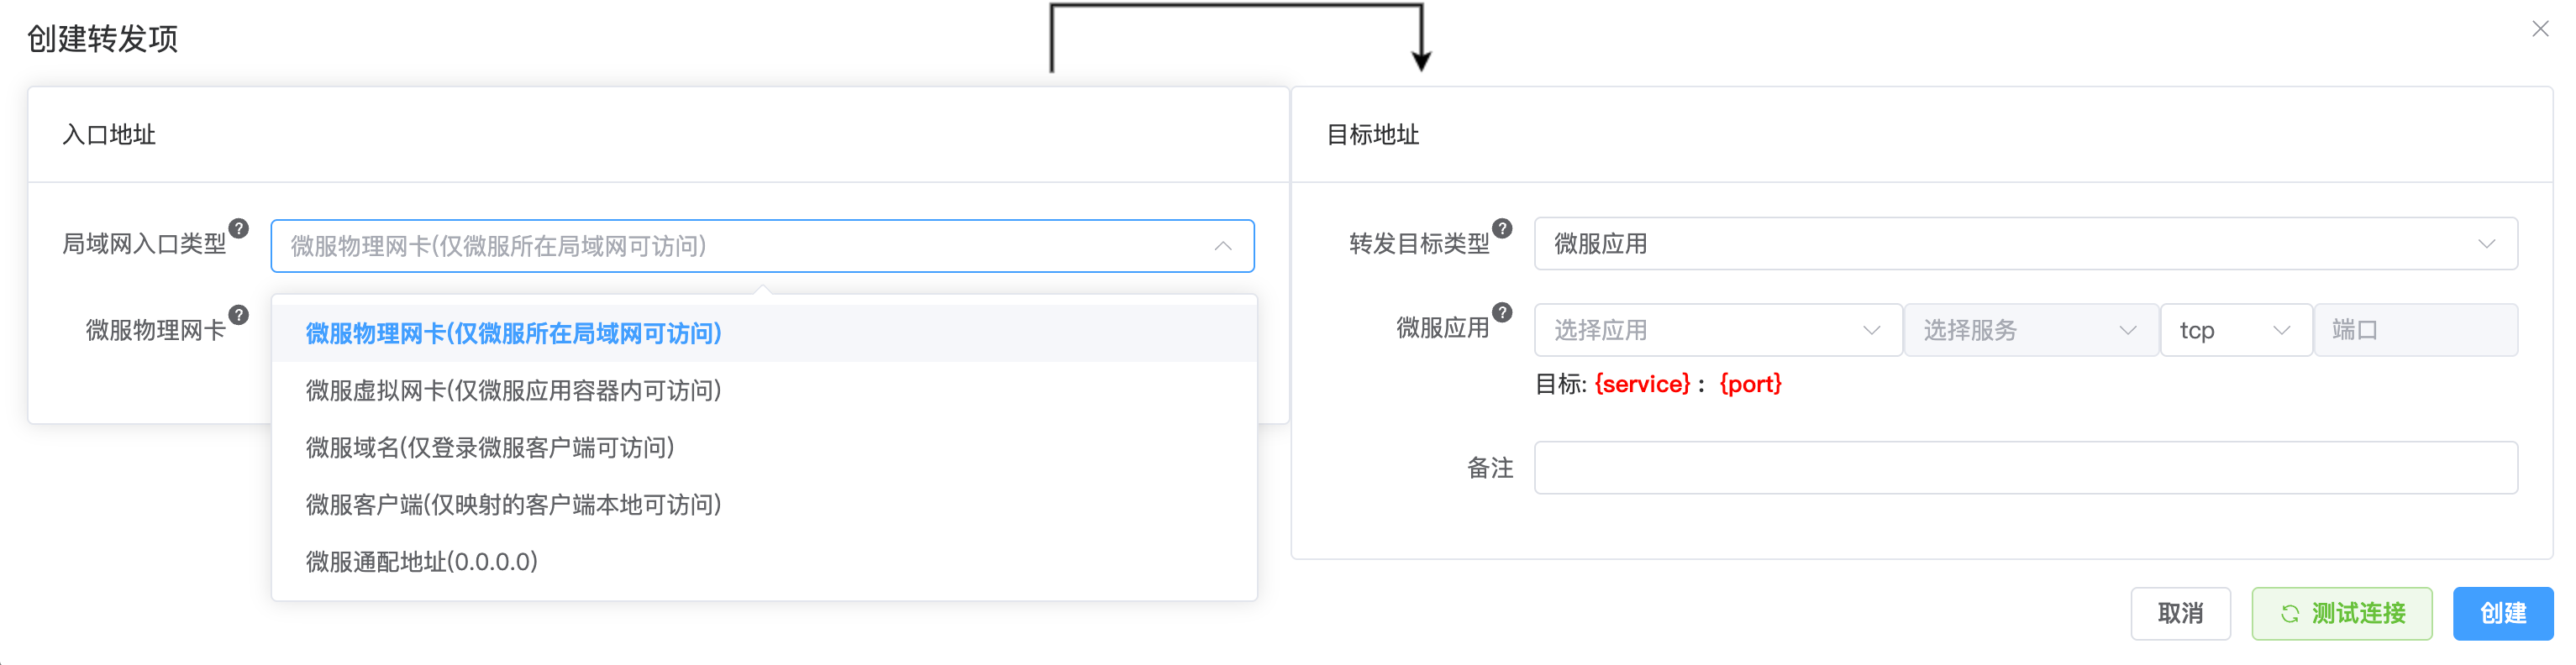 创建转发项
入口地址
局域网入口类型
微服物理网卡(仅微服所在局域网可访问)
微服物理网卡
微服物理网卡(仅微服所在局域网可访问)
微服虚拟网卡(仅微服应用容器内可访问)
微服域名(仅登录微服客户端可访问)
微服客户端(仅映射的客户端本地可访问)
微服通配地址(0.0.0.0)
目标地址
转发目标类型 ? 微服应用
微服应用 ? 选择应用 选择服务 tcp 端口
目标: {service} : {port}
备注
取消 测试连接 创建